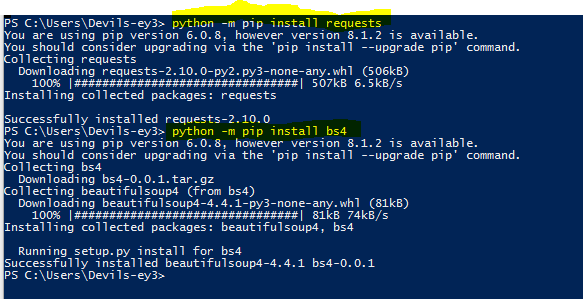 PS C:\Users\Devils-ey3> python -m pip install requests
You are using pip version 6.0.8, however version 8.1.2 is available.
You should consider upgrading via the 'pip install --upgrade pip' command.
Collecting requests
  Downloading requests-2.10.0-py2.py3-none-any.whl (506kB)
    100% |################################| 507kB 6.5kB/s
Installing collected packages: requests
Successfully installed requests-2.10.0
PS C:\Users\Devils-ey3> python -m pip install bs4
You are using pip version 6.0.8, however version 8.1.2 is available.
You should consider upgrading via the 'pip install --upgrade pip' command.
Collecting bs4
  Downloading bs4-0.0.1.tar.gz
Collecting beautifulsoup4 (from bs4)
  Downloading beautifulsoup4-4.4.1-py3-none-any.whl (81kB)
    100% |################################| 81kB 74kB/s
Installing collected packages: beautifulsoup4, bs4
  Running setup.py install for bs4
Successfully installed beautifulsoup4-4.4.1 bs4-0.0.1
PS C:\Users\Devils-ey3>